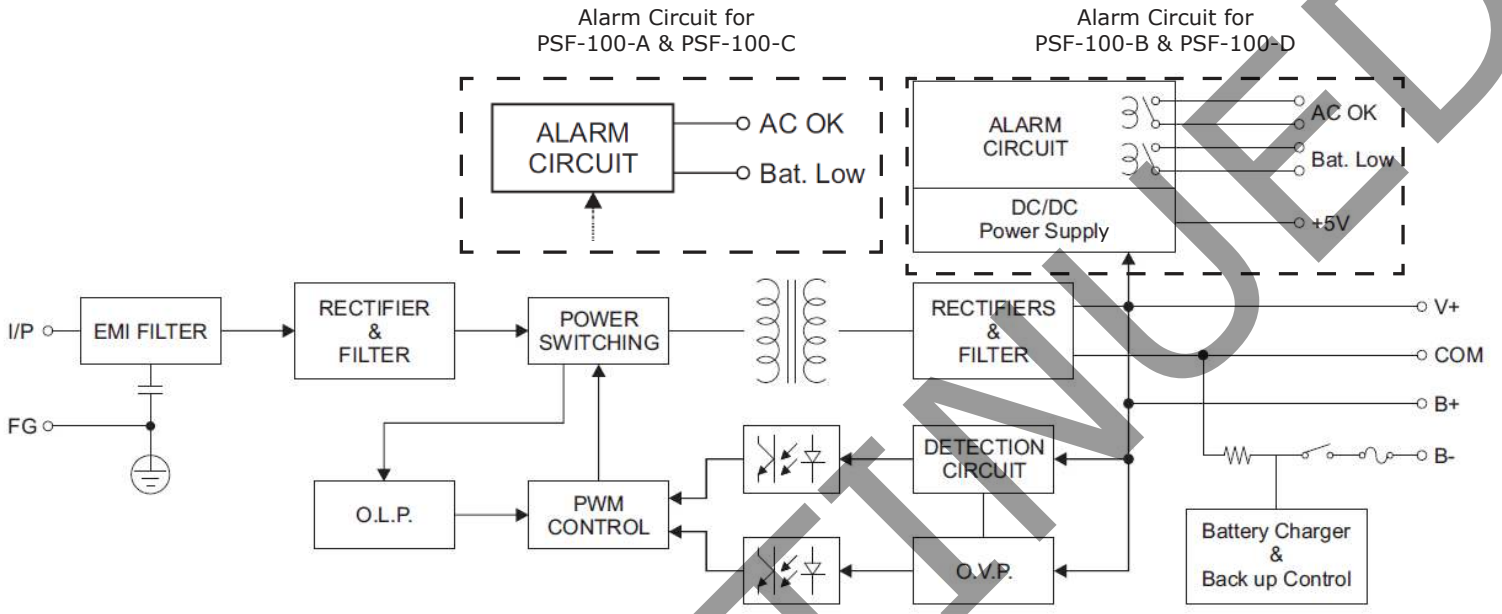 Alarm Circuit for
PSF-100-A & PSF-100-C
Alarm Circuit for
PSF-100-B & PSF-100-D
ALARM
CIRCUIT
AC OK
Bat. Low
ALARM
CIRCUIT
AC OK
Bat. Low
DC/DC
Power Supply
+5V
I/P
EMI FILTER
RECTIFIER
&
FILTER
POWER
SWITCHING
RECTIFIERS
&
FILTER
V+
COM
B+
B-
FG
O.L.P.
PWM
CONTROL
DETECTION
CIRCUIT
O.V.P.
Battery Charger
&
Back up Control
TINUED